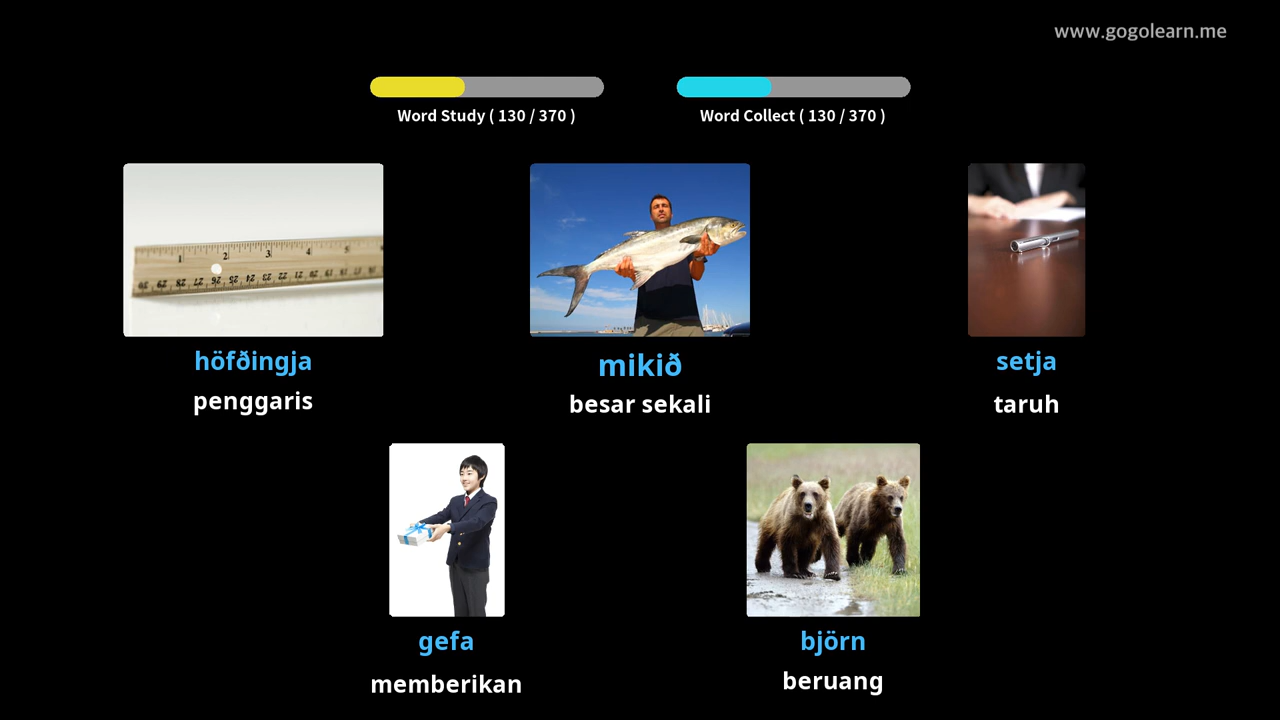 www.gogolearn.me
Word Study ( 130 / 370 )
Word Collect ( 130 / 370 )
höfðingja
penggaris
mikið
besar sekali
setja
taruh
gefa
memberikan
björn
beruang